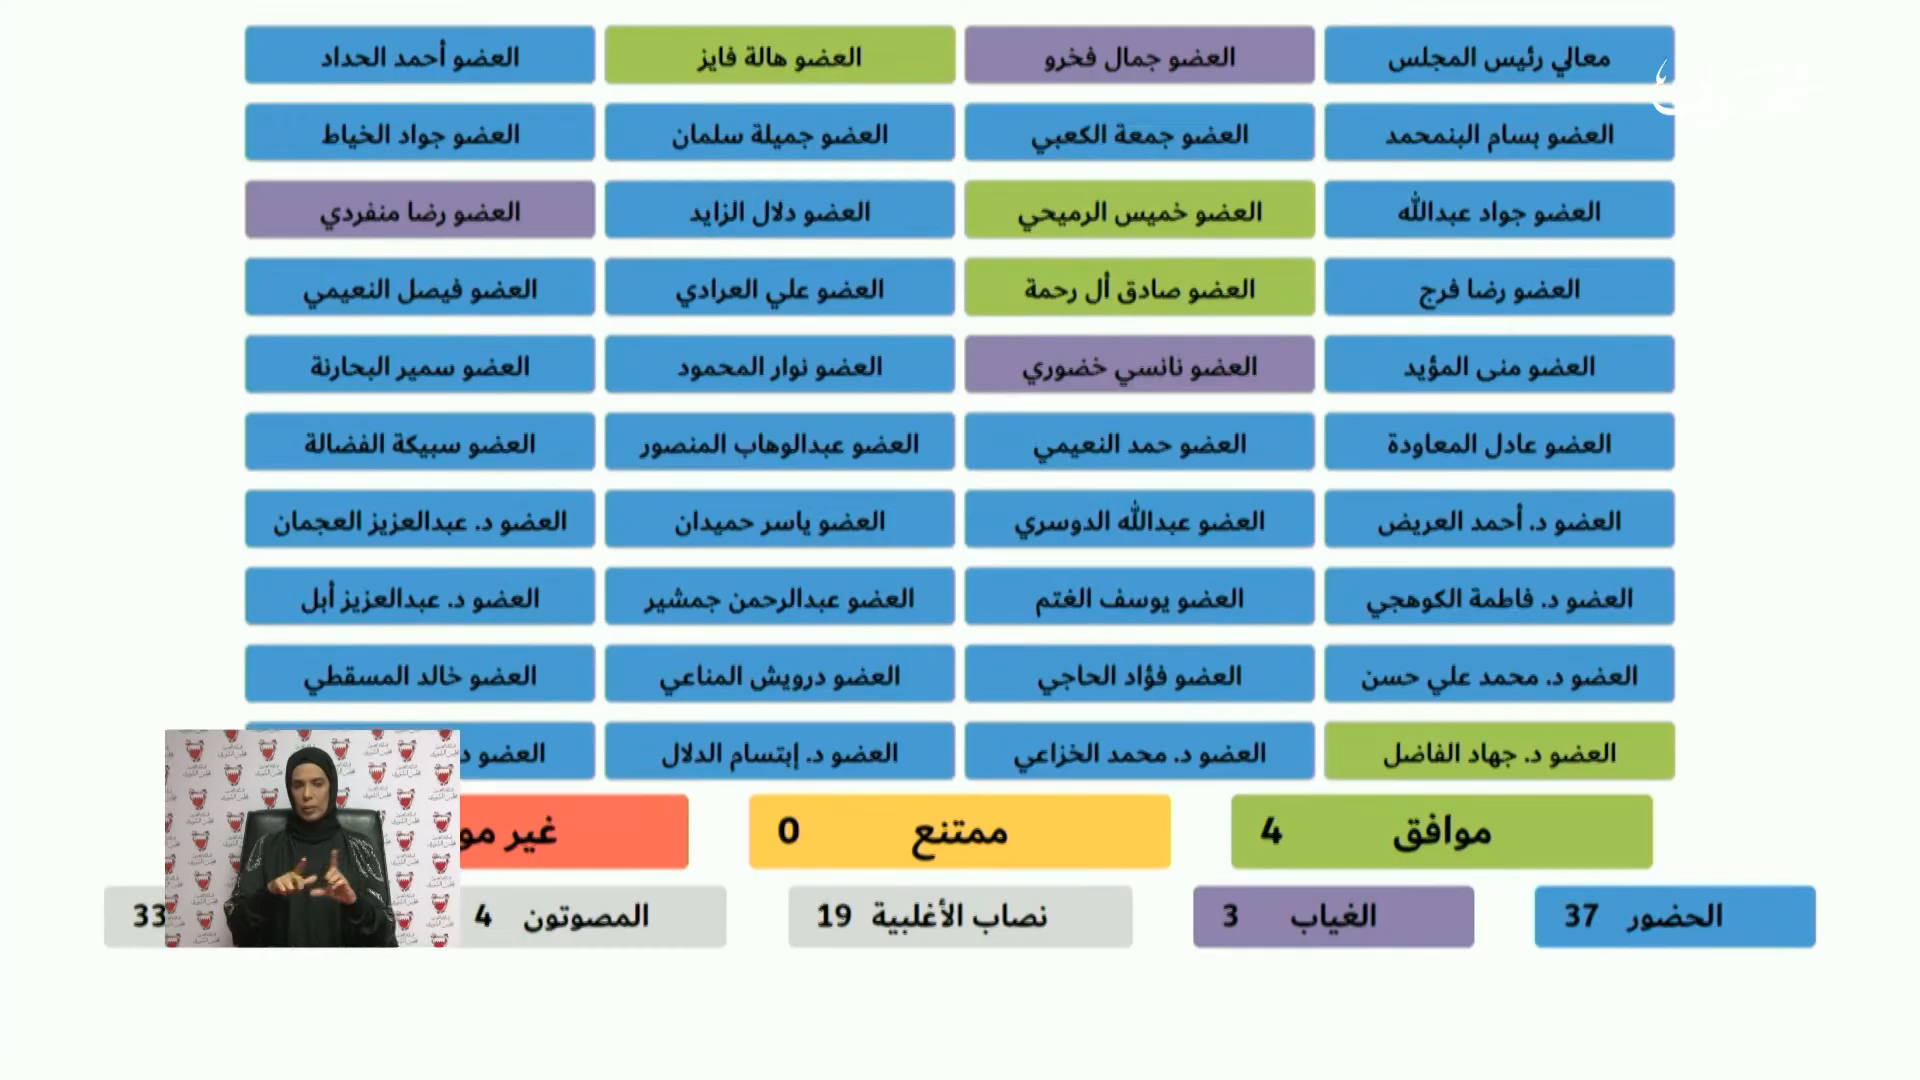 معالي رئيس المجلس
العضو جمال فخرو
العضو هالة فايز
العضو أحمد الحداد
العضو بسام البنمحمد
العضو جمعة الكعبي
العضو جميلة سلمان
العضو جواد الخياط
العضو جواد عبدالله
العضو خميس الرميحي
العضو دلال الزايد
العضو رضا منفردي
العضو رضا فرج
العضو صادق أل رحمة
العضو علي العرادي
العضو فيصل النعيمي
العضو منى المؤيد
العضو نانسي خضوري
العضو نوار المحمود
العضو سمير البحارنة
العضو عادل المعاودة
العضو حمد النعيمي
العضو عبدالوهاب المنصور
العضو سبيكة الفضالة
العضو د. أحمد العريض
العضو عبدالله الدوسري
العضو ياسر حميدان
العضو د. عبدالعزيز العجمان
العضو د. فاطمة الكوهجي
العضو يوسف الغتم
العضو عبدالرحمن جمشير
العضو د. عبدالعزيز أبل
العضو د. محمد علي حسن
العضو فؤاد الحاجي
العضو درويش المناعي
العضو خالد المسقطي
العضو د. جهاد الفاضل
العضو د. محمد الخزاعي
العضو د. إبتسام الدلال
العضو
موافق 4
ممتنع 0
غير
الحضور 37
الغياب 3
نصاب الأغلبية 19
المصوتون 4
33